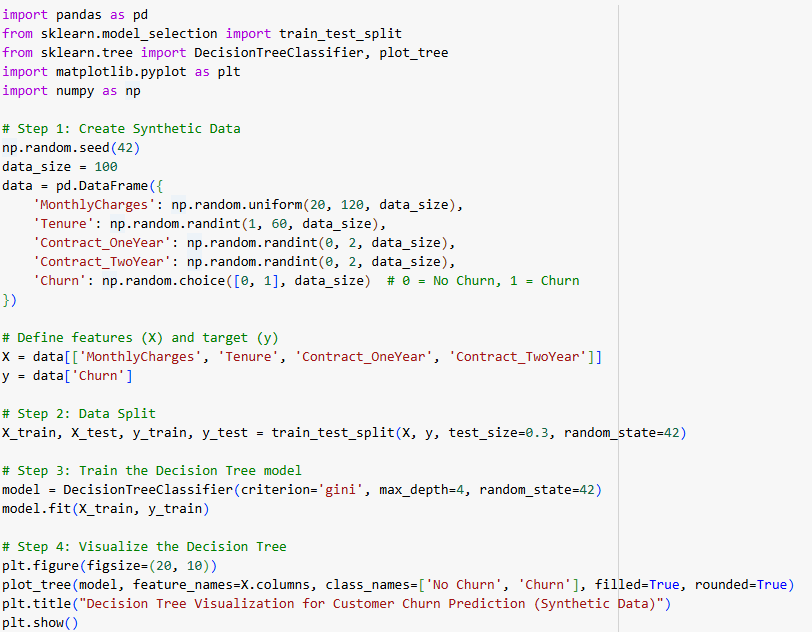 import pandas as pd
from sklearn.model_selection import train_test_split
from sklearn.tree import DecisionTreeClassifier, plot_tree
import matplotlib.pyplot as plt
import numpy as np

# Step 1: Create Synthetic Data
np.random.seed(42)
data_size = 100
data = pd.DataFrame({
    'MonthlyCharges': np.random.uniform(20, 120, data_size),
    'Tenure': np.random.randint(1, 60, data_size),
    'Contract_OneYear': np.random.randint(0, 2, data_size),
    'Contract_TwoYear': np.random.randint(0, 2, data_size),
    'Churn': np.random.choice([0, 1], data_size)  # 0 = No Churn, 1 = Churn
})

# Define features (X) and target (y)
X = data[['MonthlyCharges', 'Tenure', 'Contract_OneYear', 'Contract_TwoYear']]
y = data['Churn']

# Step 2: Data Split
X_train, X_test, y_train, y_test = train_test_split(X, y, test_size=0.3, random_state=42)

# Step 3: Train the Decision Tree model
model = DecisionTreeClassifier(criterion='gini', max_depth=4, random_state=42)
model.fit(X_train, y_train)

# Step 4: Visualize the Decision Tree
plt.figure(figsize=(20, 10))
plot_tree(model, feature_names=X.columns, class_names=['No Churn', 'Churn'], filled=True, rounded=True)
plt.title("Decision Tree Visualization for Customer Churn Prediction (Synthetic Data)")
plt.show()